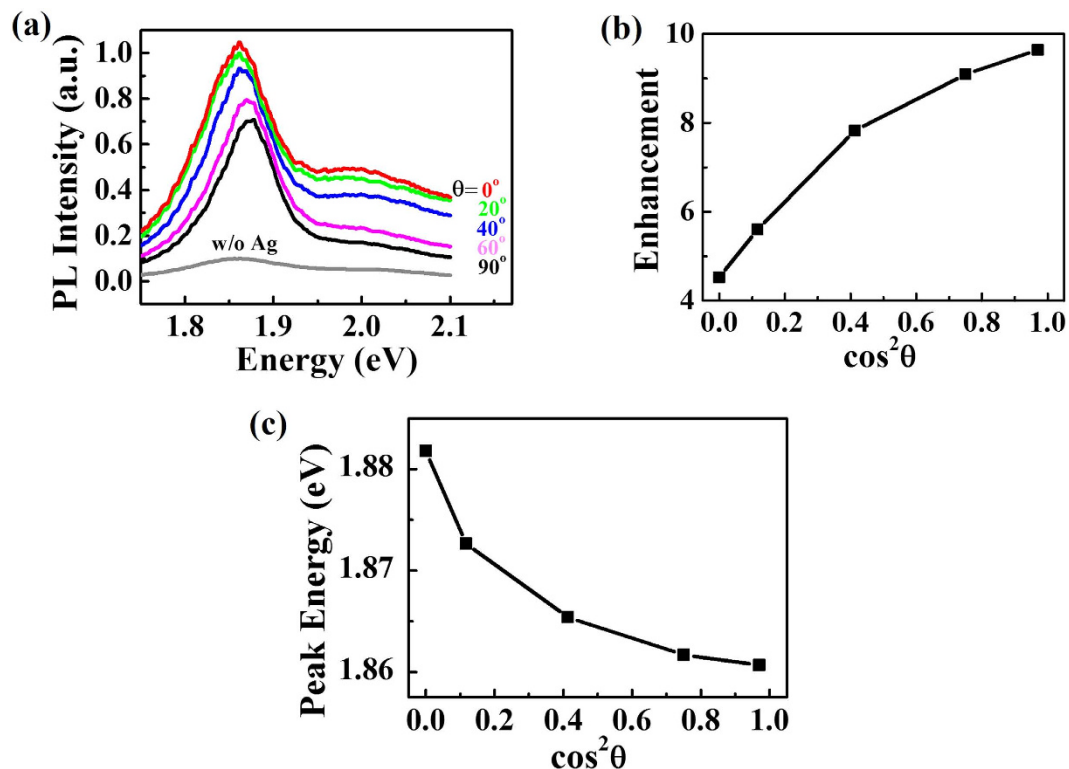 (a)
PL Intensity (a.u.)
1.0
0.8
0.6
0.4
0.2
0.0
θ= 0°
20°
40°
60°
90°
w/o Ag
1.8 1.9 2.0 2.1
Energy (eV)
(b)
Enhancement
10
8
6
4
0.0 0.2 0.4 0.6 0.8 1.0
cos²θ
(c)
Peak Energy (eV)
1.88
1.87
1.86
0.0 0.2 0.4 0.6 0.8 1.0
cos²θ